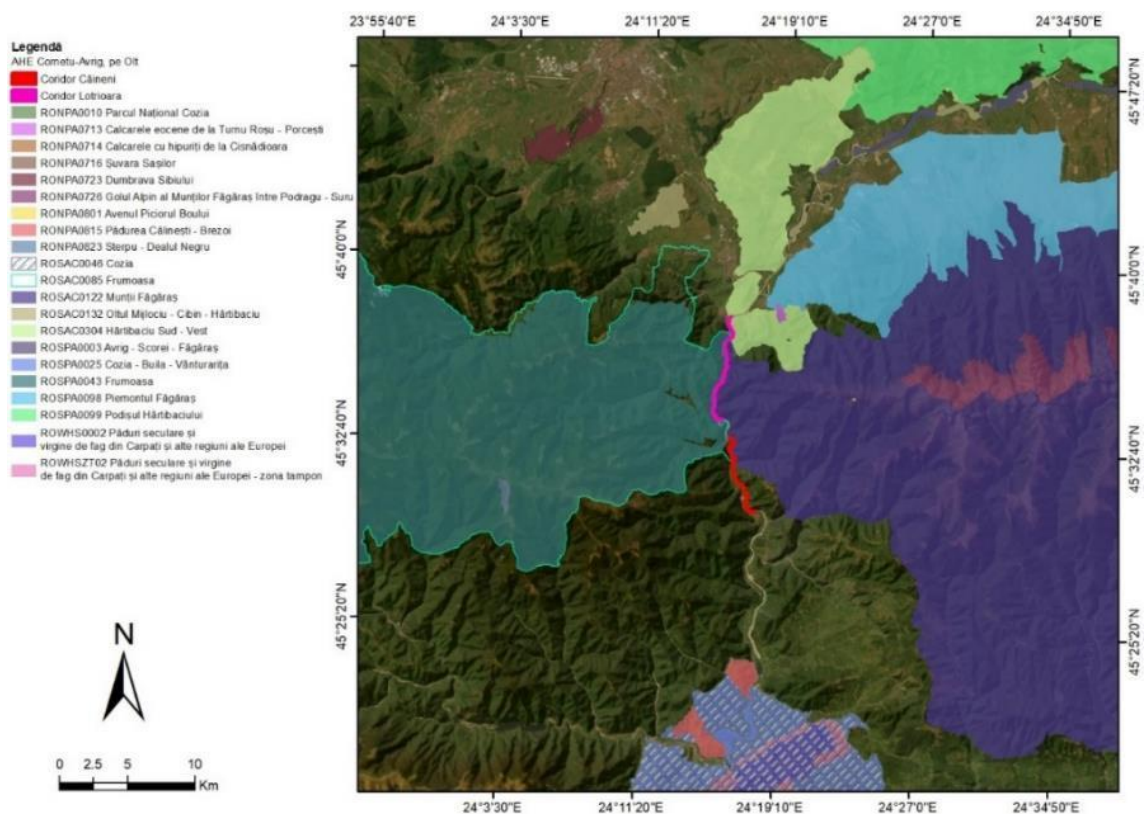 23°55'40"E 24°3'30"E 24°11'20"E 24°19'10"E 24°27'0"E 24°34'50"E
Legendă
AHE Cornetu-Avrig, pe Olt
Coridor Câineni
Coridor Lotrioara
RONPA0010 Parcul Național Cozia
RONPA0713 Calcarele eocene de la Turnu Roșu - Porcești
RONPA0714 Calcarele cu hipuriți de la Cisnădioara
RONPA0716 Șuvara Sașilor
RONPA0723 Dumbrava Sibiului
RONPA0726 Golul Alpin al Munților Făgăraș între Podragu - Suru
RONPA0801 Avenul Piciorul Boului
RONPA0815 Pădurea Călinești - Brezoi
RONPA0823 Sterpu - Dealul Negru
ROSAC0046 Cozia
ROSAC0085 Frumoasa
ROSAC0122 Munții Făgăraș
ROSAC0132 Oltul Mijlociu - Cibin - Hârtibaciu
ROSAC0304 Hârtibaciu Sud - Vest
ROSPA0003 Avrig - Scorei - Făgăraș
ROSPA0025 Cozia - Buila - Vânturarița
ROSPA0043 Frumoasa
ROSPA0098 Piemontul Făgăraș
ROSPA0099 Podișul Hârtibaciului
ROWHS0002 Păduri seculare și
virgine de fag din Carpați și alte regiuni ale Europei
ROWHSZT02 Păduri seculare și virgine
de fag din Carpați și alte regiuni ale Europei - zona tampon
45°40'0"N
45°32'40"N
45°25'20"N
45°47'20"N
45°40'0"N
45°32'0"N
45°25'20"N
N
0 2.5 5 10
Km
24°3'30"E 24°11'20"E 24°19'10"E 24°27'0"E 24°34'50"E